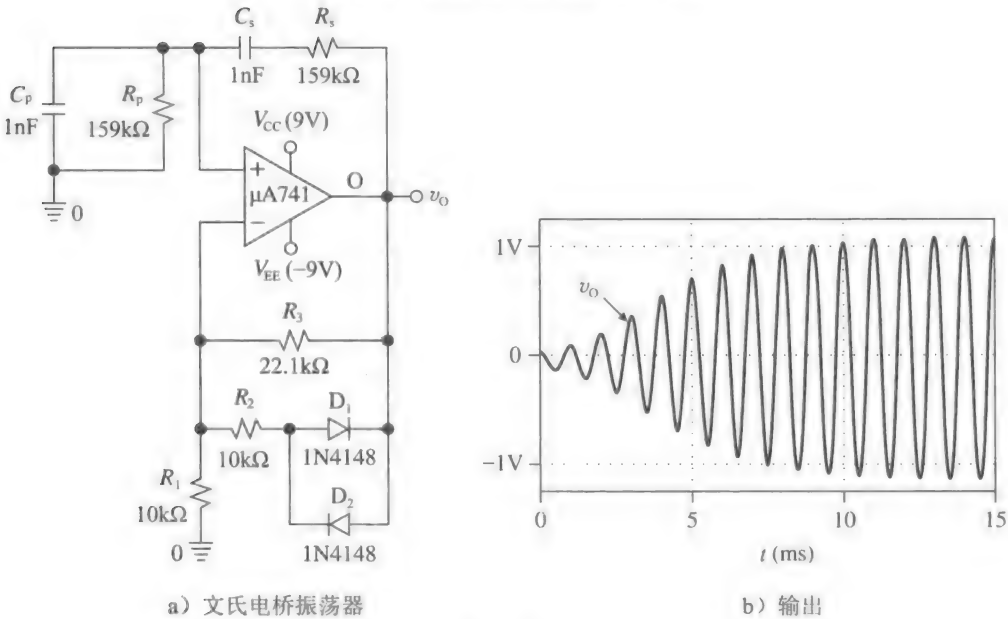 Cs
Rs
1nF
159kΩ
Cp
1nF
Rp
159kΩ
VCC(9V)
+
μA741
−
O
vO
0
VEE(−9V)
R3
22.1kΩ
R2
10kΩ
D1
1N4148
R1
10kΩ
D2
1N4148
0
a) 文氏电桥振荡器
1V
vO
0
−1V
0
5
10
15
t(ms)
b) 输出